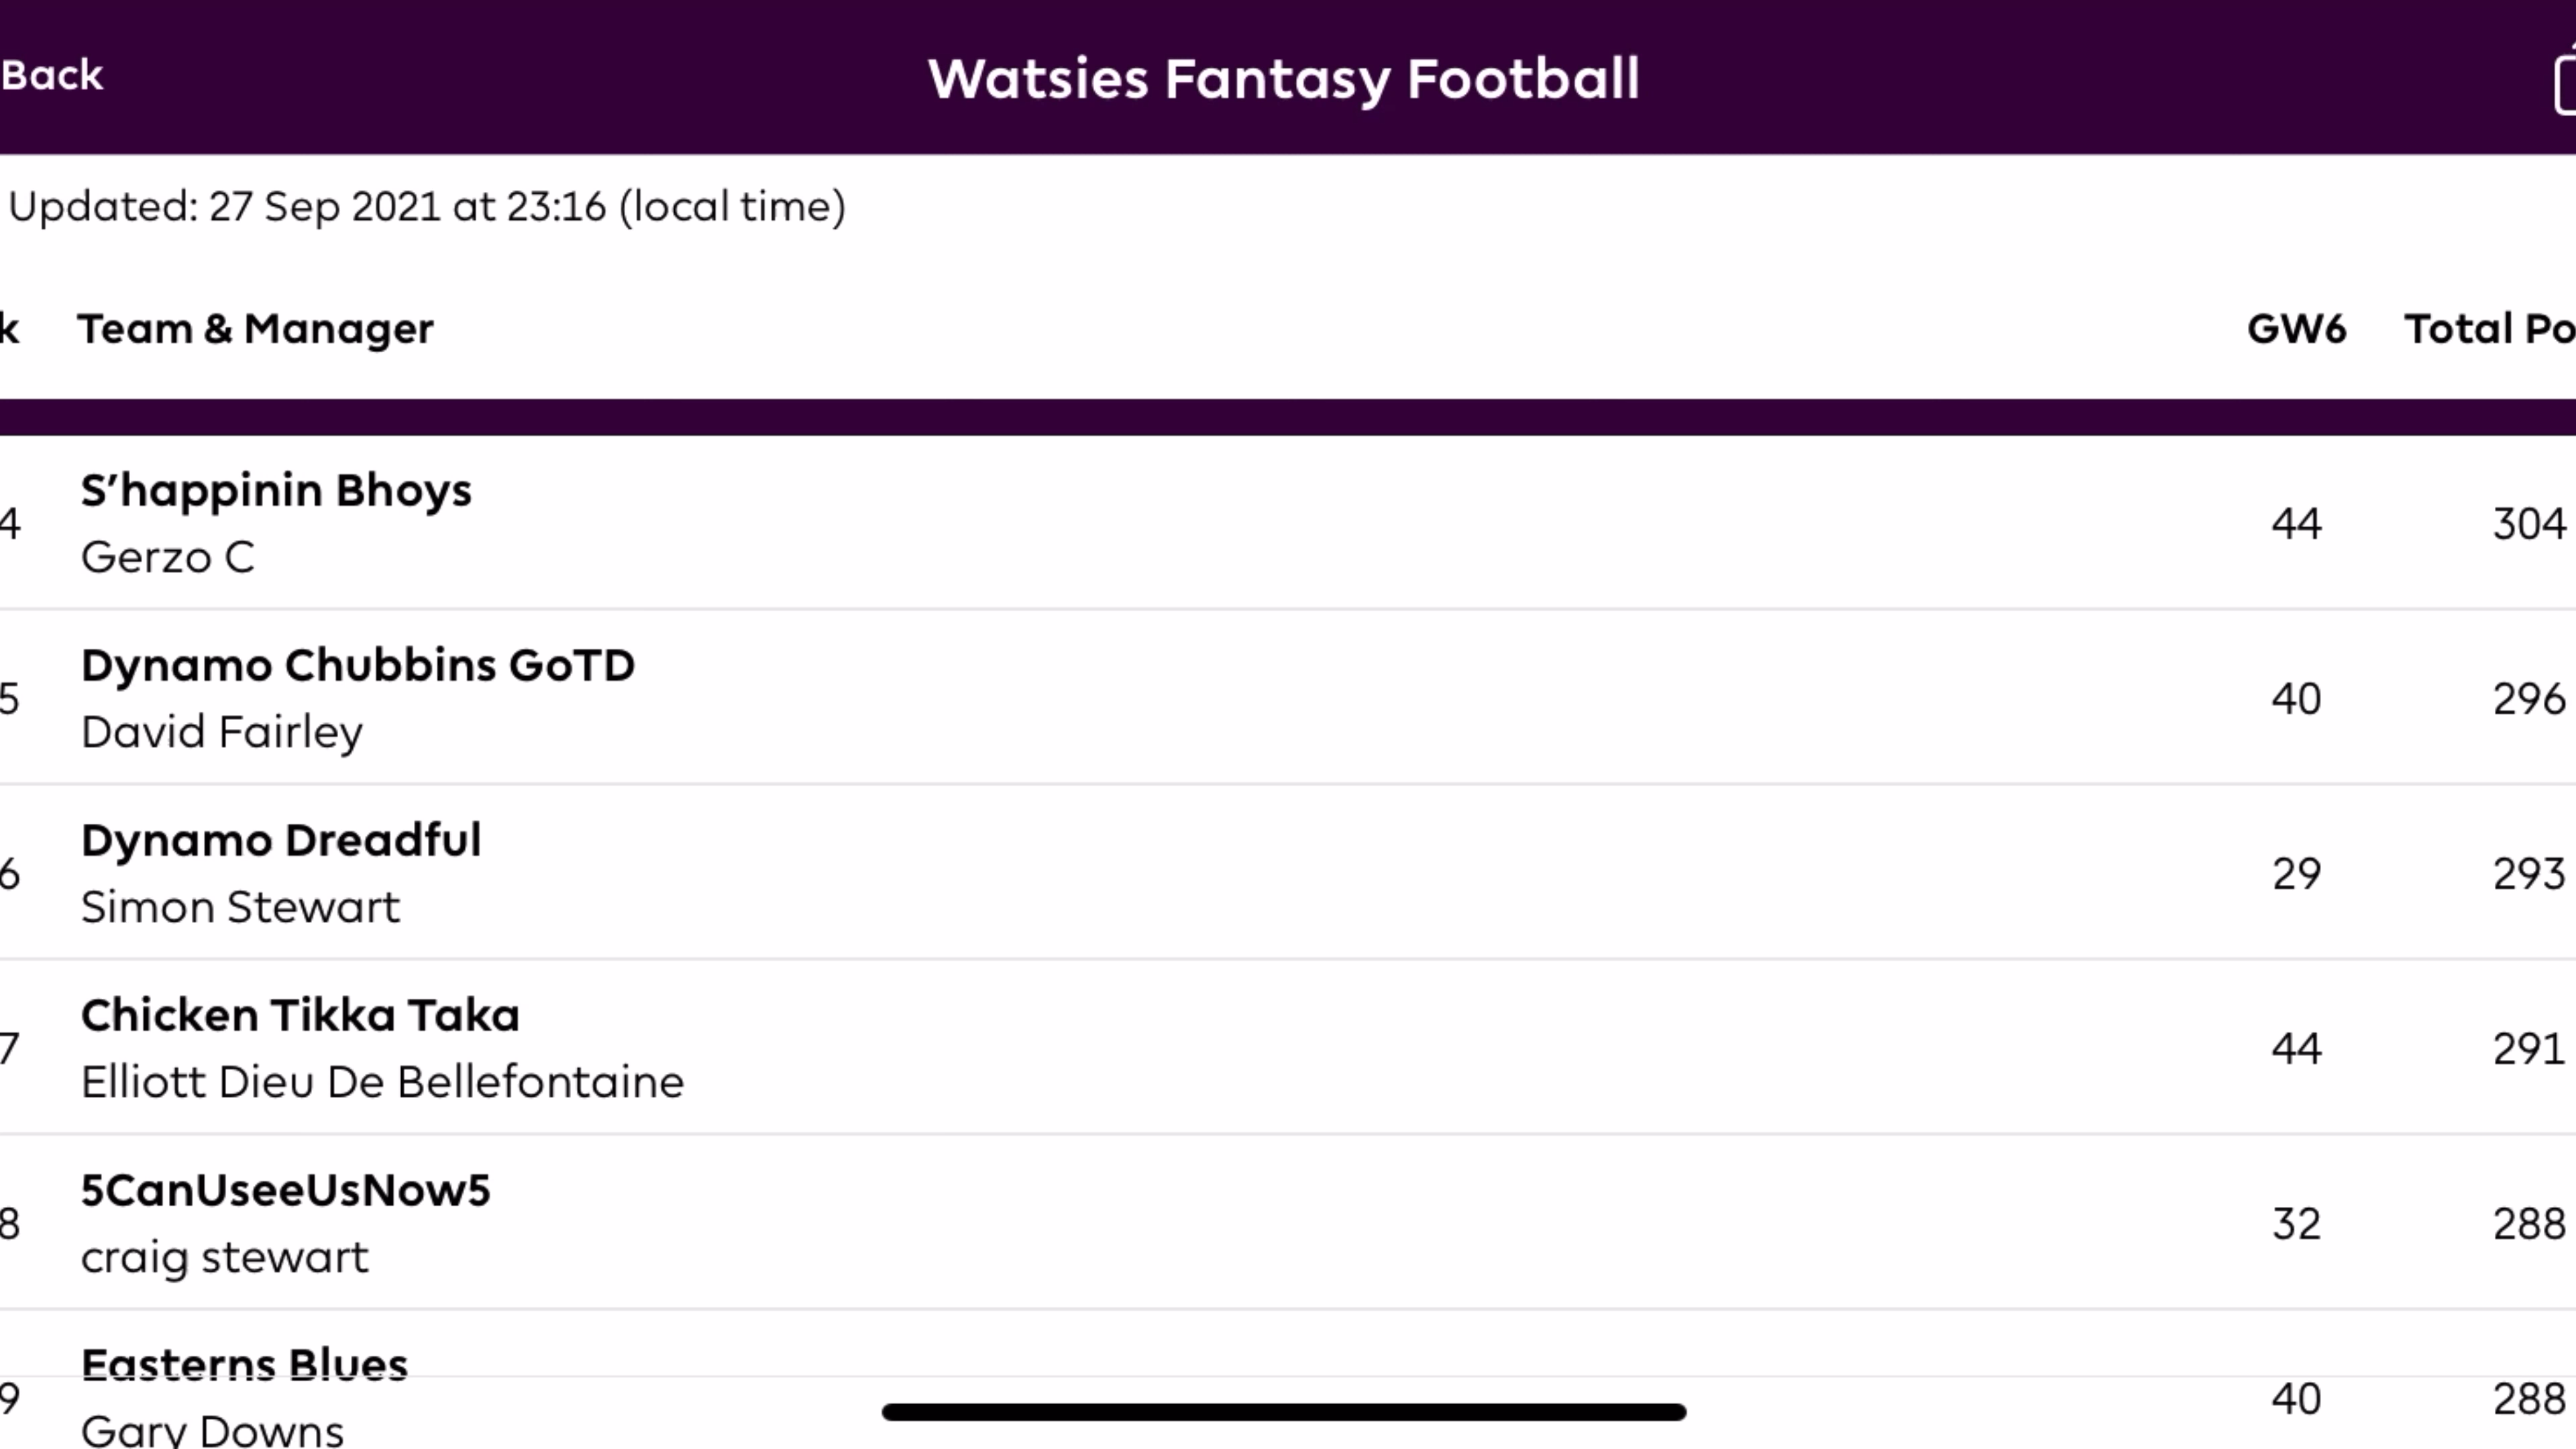 Back
Watsies Fantasy Football
Updated: 27 Sep 2021 at 23:16 (local time)
k Team & Manager GW6 Total Po
4 S'happinin Bhoys 44 304
Gerzo C
5 Dynamo Chubbins GoTD 40 296
David Fairley
6 Dynamo Dreadful 29 293
Simon Stewart
7 Chicken Tikka Taka 44 291
Elliott Dieu De Bellefontaine
8 5CanUseeUsNow5 32 288
craig stewart
9 Easterns Blues 40 288
Gary Downs